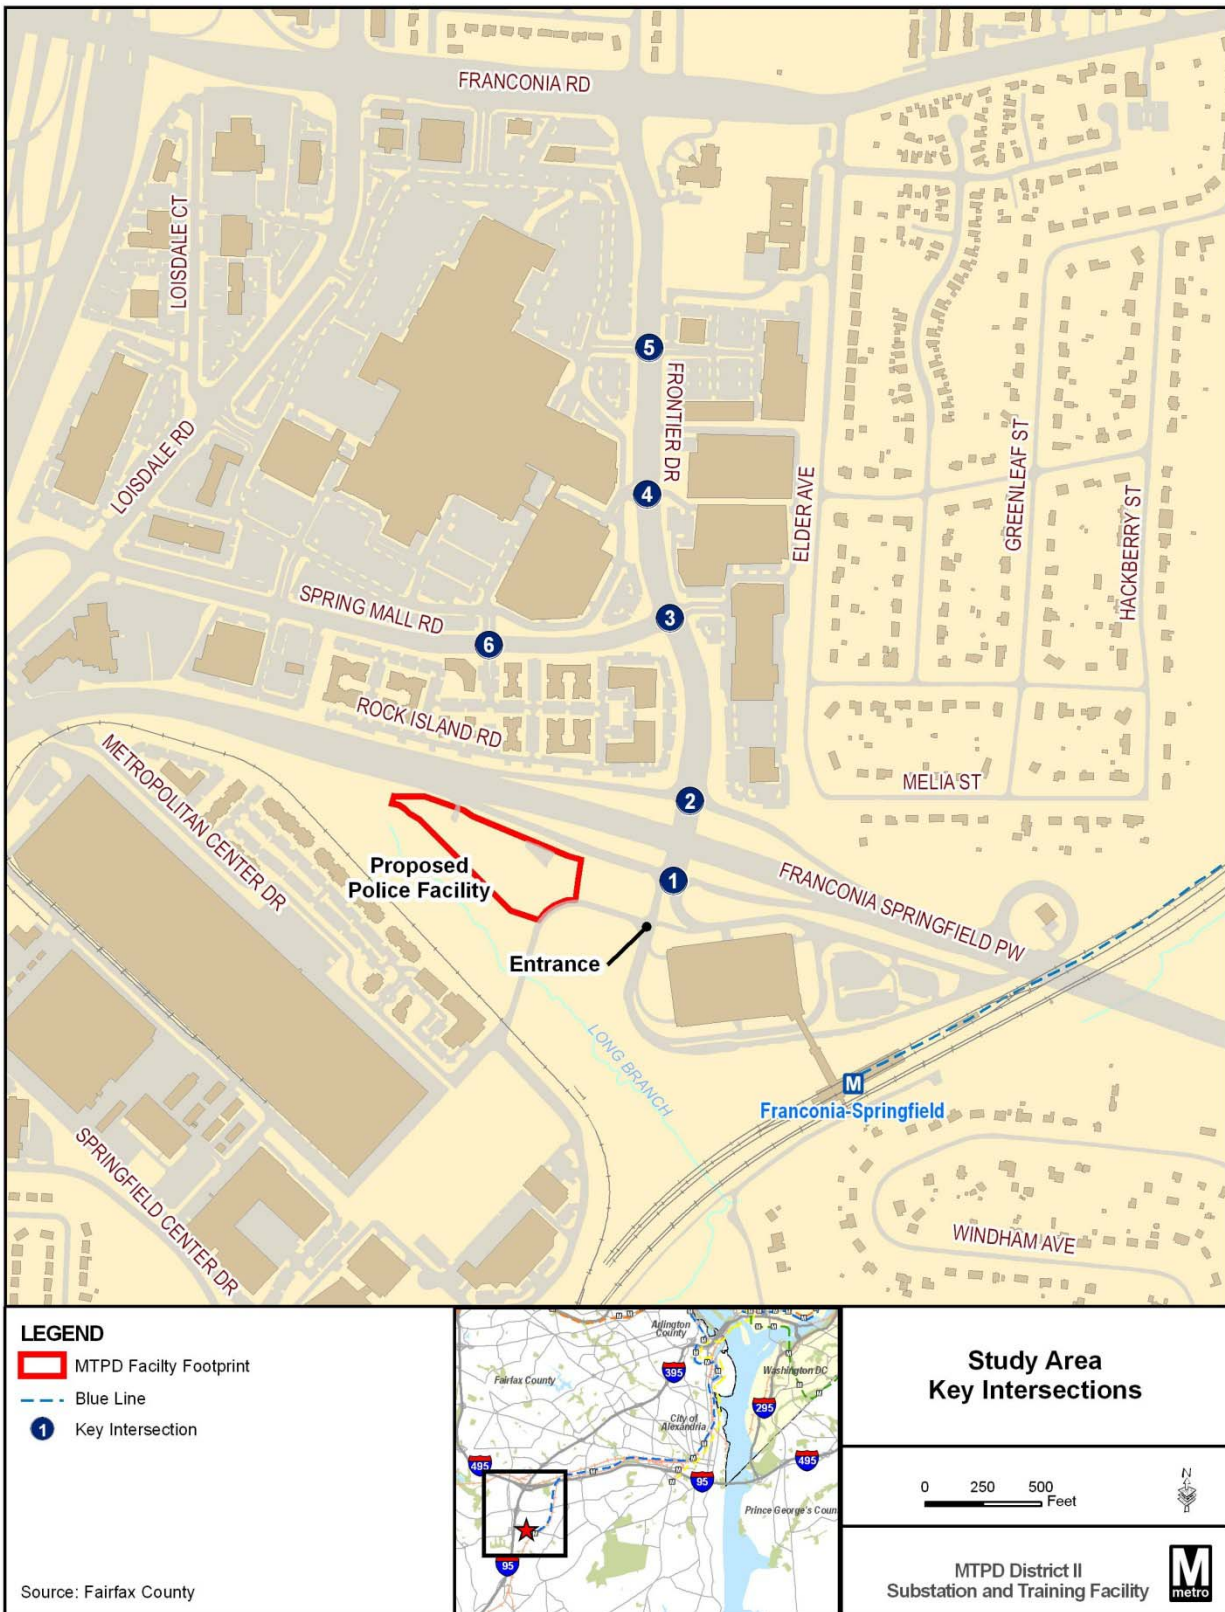 FRANCONIA RD
LOISDALE CT
5
FRONTIER DR
LOISDALE RD
4
ELDER AVE
GREENLEAF ST
HACKBERRY ST
SPRING MALL RD
3
6
ROCK ISLAND RD
METROPOLITAN CENTER DR
MELIA ST
2
Proposed
Police Facility
1
FRANCONIA SPRINGFIELD PW
Entrance
LONG BRANCH
M
Franconia-Springfield
SPRINGFIELD CENTER DR
WINDHAM AVE
LEGEND
MTPD Facilty Footprint
Blue Line
1 Key Intersection
Source: Fairfax County
Arlington
County
Fairfax County
395
Washington DC
295
City of
Alexandria
495
95
495
Prince George's Coun
95
Study Area
Key Intersections
0 250 500
Feet
N
MTPD District II
Substation and Training Facility
M
metro